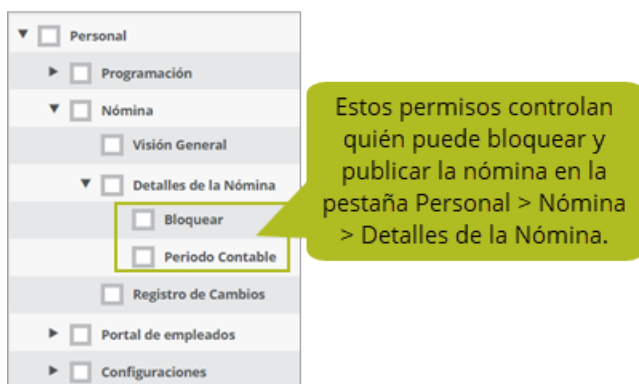 Personal
Programación
Nómina
Visión General
Detalles de la Nómina
Bloquear
Periodo Contable
Registro de Cambios
Portal de empleados
Configuraciones
Estos permisos controlan
quién puede bloquear y
publicar la nómina en la
pestaña Personal > Nómina
> Detalles de la Nómina.